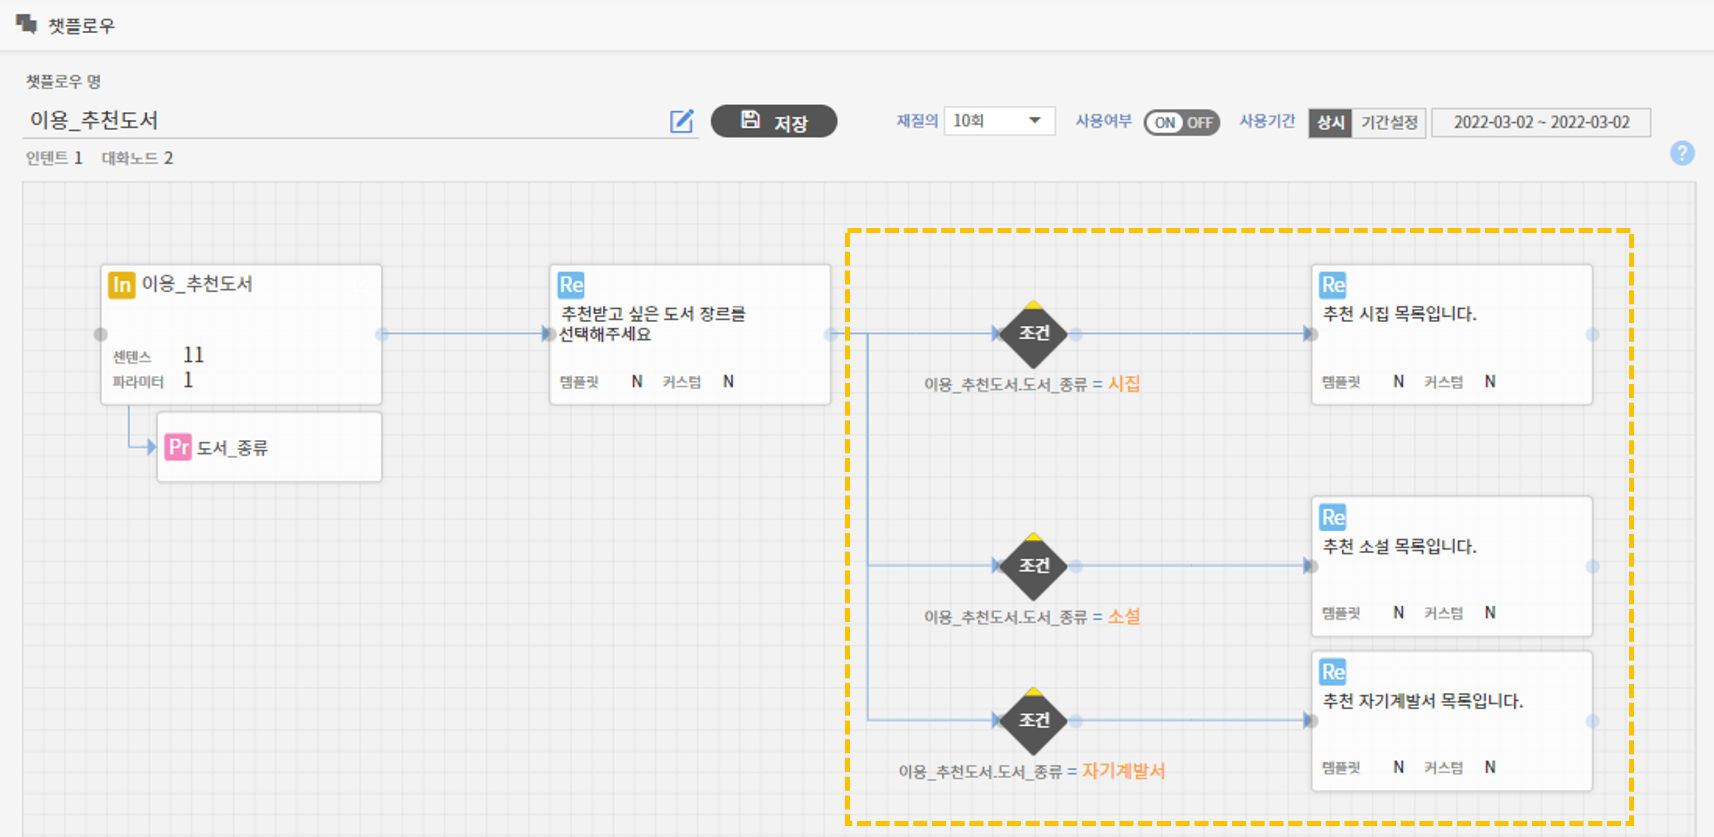 챗플로우
챗플로우 명
이용_추천도서
저장
재질의 10회
사용여부 ON OFF
사용기간 상시 기간설정 2022-03-02 ~ 2022-03-02
인텐트 1 대화노드 2
?
In 이용_추천도서
센텐스 11
파라미터 1
Pr 도서_종류
Re
추천받고 싶은 도서 장르를
선택해주세요
템플릿 N 커스텀 N
조건
이용_추천도서.도서_종류 = 시집
Re
추천 시집 목록입니다.
템플릿 N 커스텀 N
조건
이용_추천도서.도서_종류 = 소설
Re
추천 소설 목록입니다.
템플릿 N 커스텀 N
조건
이용_추천도서.도서_종류 = 자기계발서
Re
추천 자기계발서 목록입니다.
템플릿 N 커스텀 N